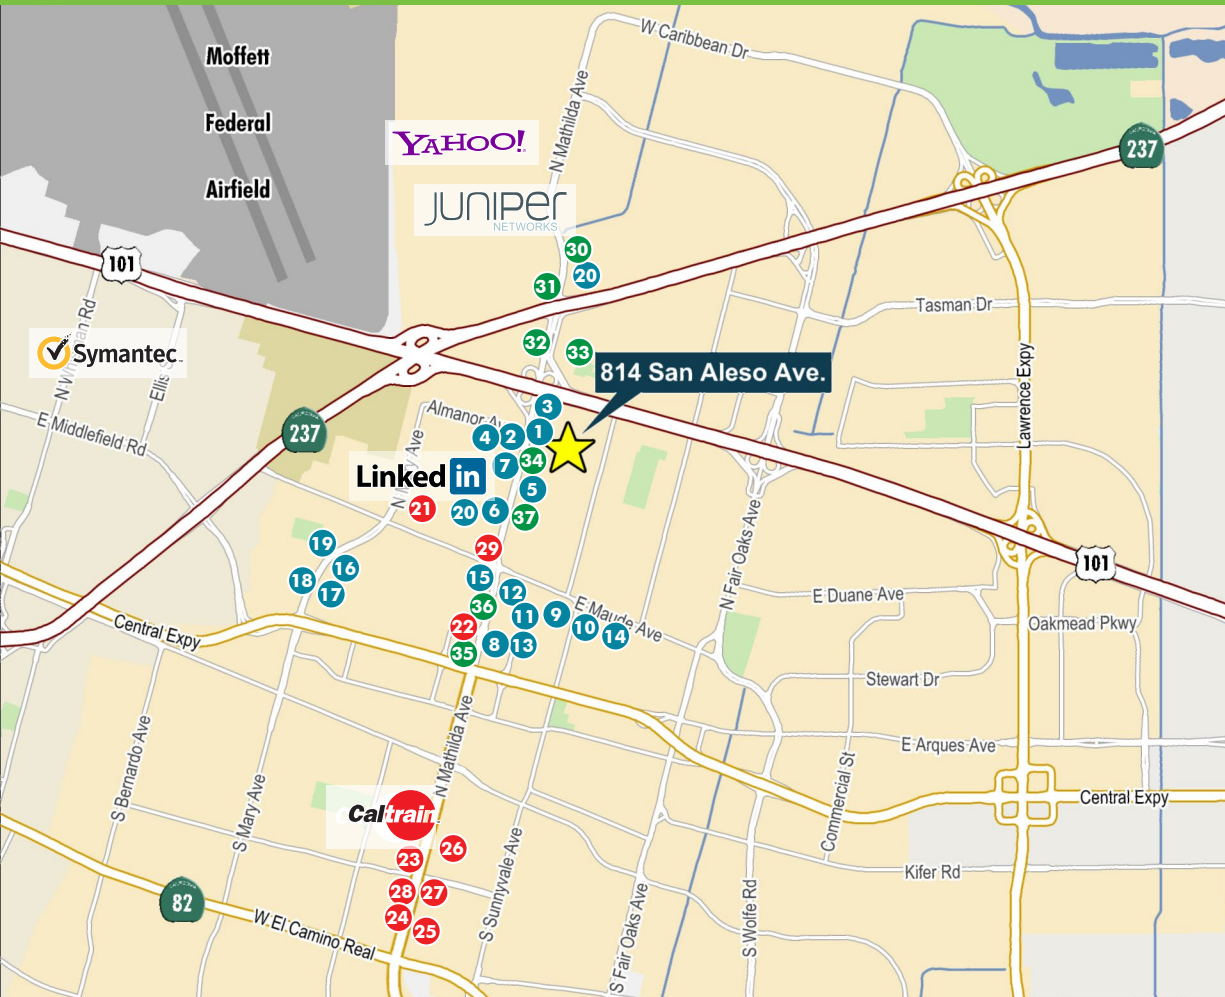 W Caribbean Dr
Moffett
Federal
Airfield
N Mathilda Ave
YAHOO!
JUNIPER
NETWORKS
237
30
20
31
101
N Whisman Rd
Symantec.
Ellis
32
33
Tasman Dr
814 San Aleso Ave.
Lawrence Expy
E Middlefield Rd
237
Almanor
3
4
2
1
N Mary Ave
Linked in
7
34
5
21
20
6
37
N Fair Oaks Ave
19
29
101
18
16
17
15
12
E Duane Ave
36
11
9
E Maude Ave
Central Expy
22
10
14
Oakmead Pkwy
35
8
13
Stewart Dr
S Bernardo Ave
N Mathilda Ave
E Arques Ave
S Mary Ave
Commercial St
Central Expy
Caltrain
23
26
S Sunnyvale Ave
Kifer Rd
82
28
27
S Fair Oaks Ave
S Wolfe Rd
24
25
W El Camino Real